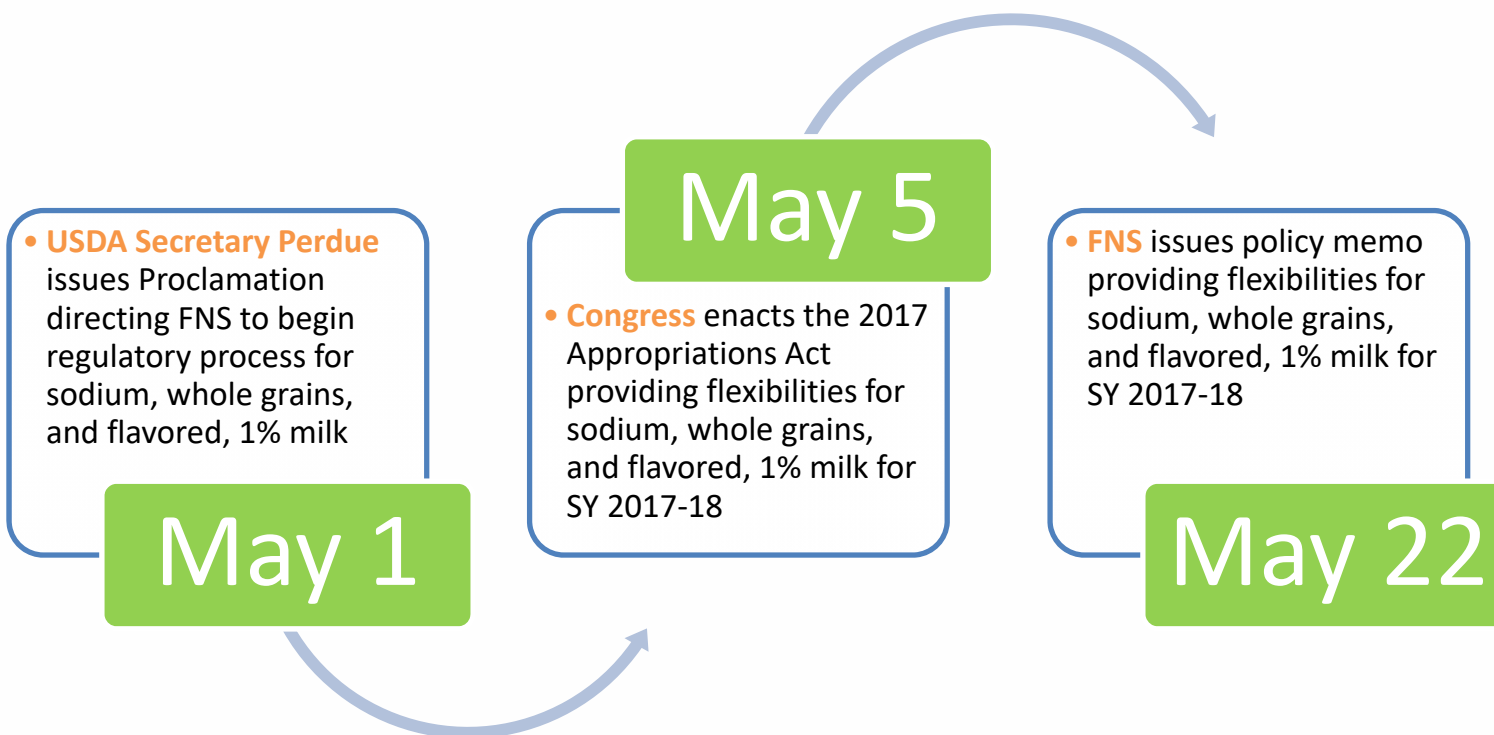 • USDA Secretary Perdue
issues Proclamation
directing FNS to begin
regulatory process for
sodium, whole grains,
and flavored, 1% milk
May 1
May 5
• Congress enacts the 2017
Appropriations Act
providing flexibilities for
sodium, whole grains,
and flavored, 1% milk for
SY 2017-18
• FNS issues policy memo
providing flexibilities for
sodium, whole grains,
and flavored, 1% milk for
SY 2017-18
May 22